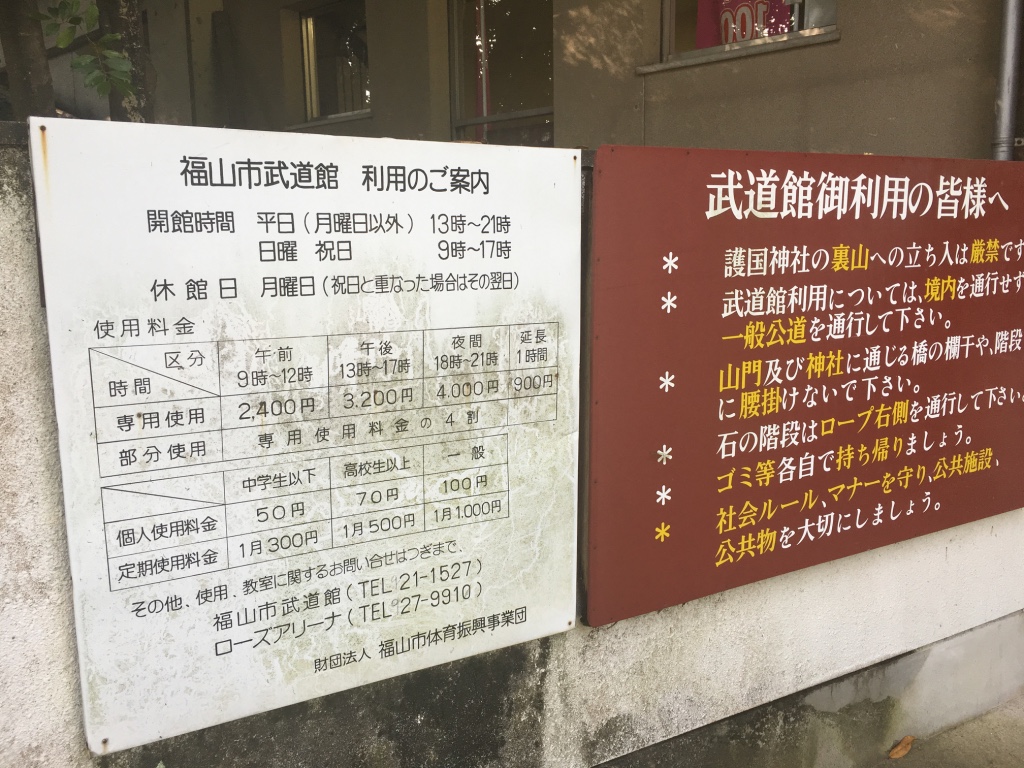 福山市武道館 利用のご案内
開館時間 平日（月曜日以外）13時～21時
日曜 祝日 9時～17時
休館日 月曜日（祝日と重なった場合はその翌日）
使用料金
区分 午前 午後 夜間 延長
時間 9時～12時 13時～17時 18時～21時 1時間
専用使用 2,400円 3.200円 4.000円 900円
部分使用 専用使用料金の4割
中学生以下 高校生以上 一般
個人使用料金 50円 70円 100円
定期使用料金 1月300円 1月500円 1月1.000円
その他、使用、教室に関するお問い合せはつぎまで、
福山市武道館（TEL 21-1527）
ローズアリーナ（TEL 27-9910）
財団法人 福山市体育振興事業団
武道館御利用の皆様へ
* 護国神社の裏山への立ち入は厳禁です
* 武道館利用については、境内を通行せず
一般公道を通行して下さい。
* 山門及び神社に通じる橋の欄干や、階段
に腰掛けないで下さい。
* 石の階段はロープ右側を通行して下さい。
* ゴミ等各自で持ち帰りましょう。
* 社会ルール、マナーを守り、公共施設、
公共物を大切にしましょう。
100